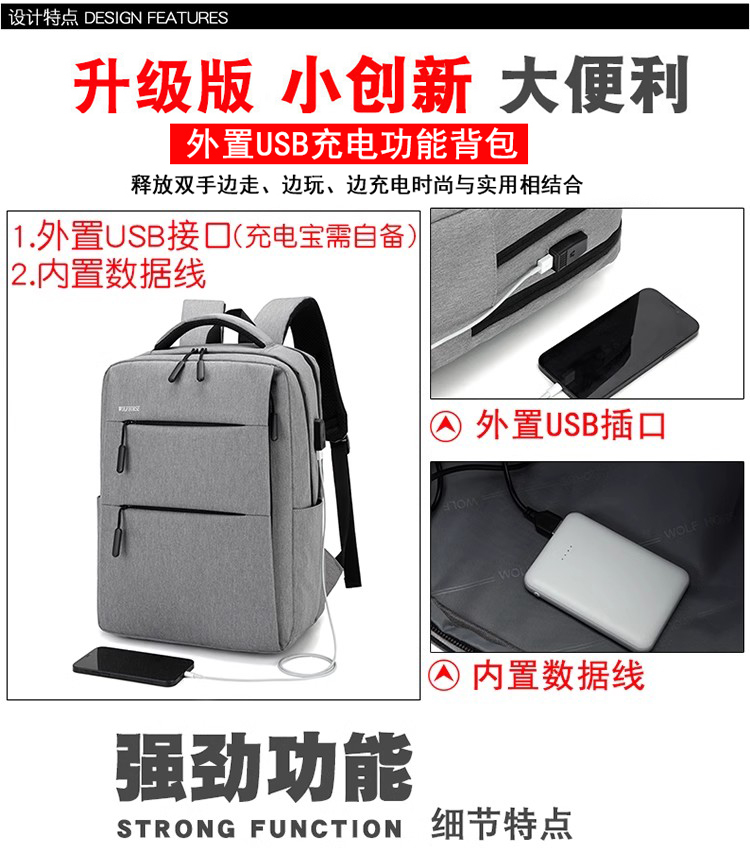 设计特点 DESIGN FEATURES
升级版 小创新 大便利
外置USB充电功能背包
释放双手边走、边玩、边充电时尚与实用相结合
1.外置USB接口(充电宝需自备)
2.内置数据线
外置USB插口
内置数据线
强劲功能
STRONG FUNCTION 细节特点